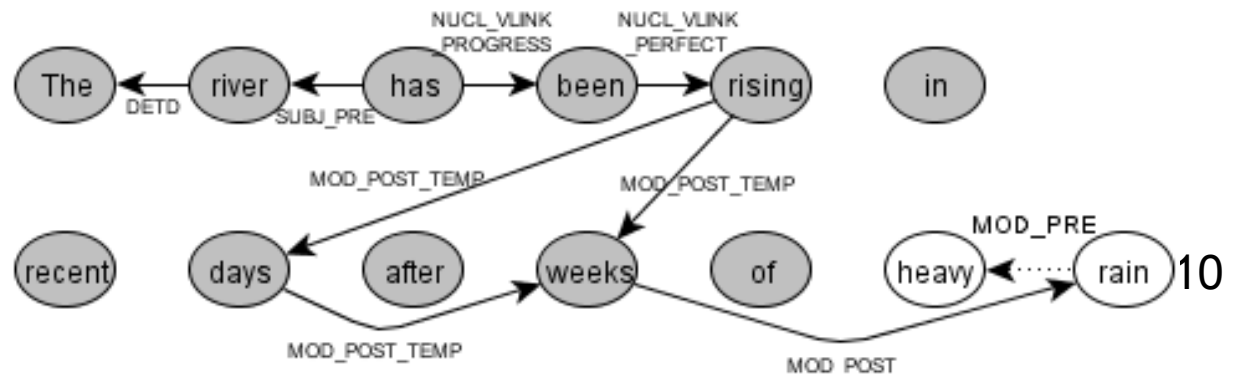 NUCL_VLINK NUCL_VLINK
_PROGRESS _PERFECT
The river has been rising in
DETD SUBJ_PRE
MOD_POST_TEMP MOD_POST_TEMP
MOD_PRE
recent days after weeks of heavy rain 10
MOD_POST_TEMP MOD_POST